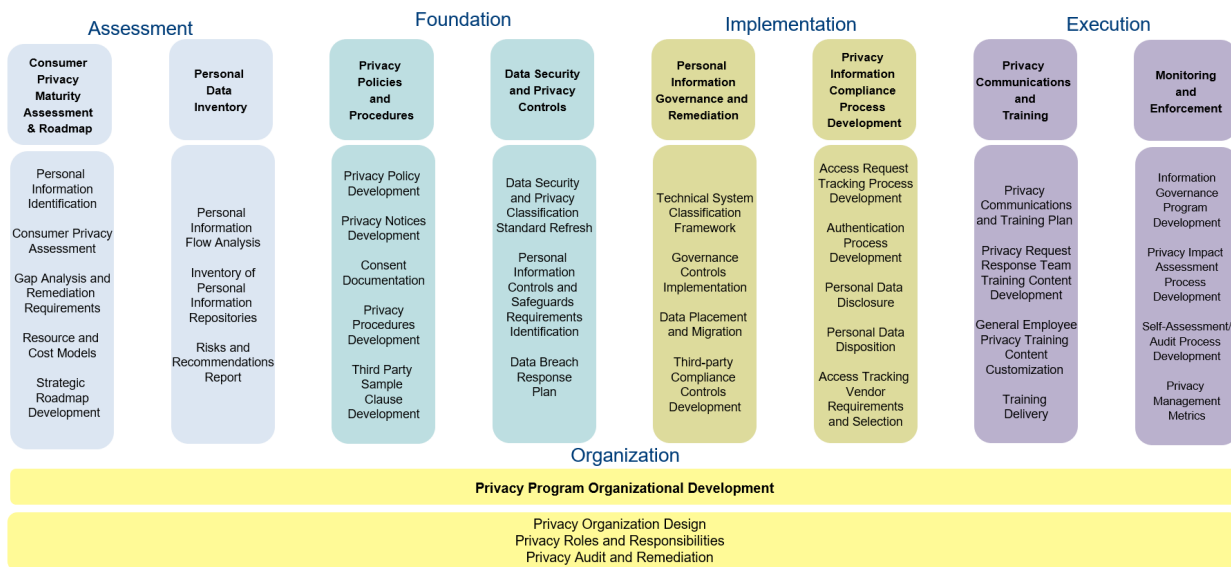 Assessment
Foundation
Implementation
Execution
Consumer
Privacy
Maturity
Assessment
& Roadmap
Personal
Data
Inventory
Privacy
Policies
and
Procedures
Data Security
and Privacy
Controls
Personal
Information
Governance and
Remediation
Privacy
Information
Compliance
Process
Development
Privacy
Communications
and
Training
Monitoring
and
Enforcement
Personal
Information
Identification
Consumer Privacy
Assessment
Gap Analysis and
Remediation
Requirements
Resource and
Cost Models
Strategic
Roadmap
Development
Personal
Information
Flow Analysis
Inventory of
Personal
Information
Repositories
Risks and
Recommendations
Report
Privacy Policy
Development
Privacy Notices
Development
Consent
Documentation
Privacy
Procedures
Development
Third Party
Sample
Clause Development
Data Security
and Privacy
Classification
Standard Refresh
Personal
Information
Controls and
Safeguards
Requirements
Identification
Data Breach
Response
Plan
Technical System
Classification
Framework
Governance
Controls
Implementation
Data Placement
and Migration
Third-party
Compliance
Controls
Development
Access Request
Tracking Process
Development
Authentication
Process
Development
Personal Data
Disclosure
Personal Data
Disposition
Access Tracking
Vendor
Requirements
and Selection
Privacy
Communications
and Training Plan
Privacy Request
Response Team
Training Content
Development
General Employee
Privacy Training
Content
Customization
Training
Delivery
Information
Governance
Program
Development
Privacy Impact
Assessment
Process
Development
Self-Assessment/
Audit Process
Development
Privacy
Management
Metrics
Organization
Privacy Program Organizational Development
Privacy Organization Design
Privacy Roles and Responsibilities
Privacy Audit and Remediation